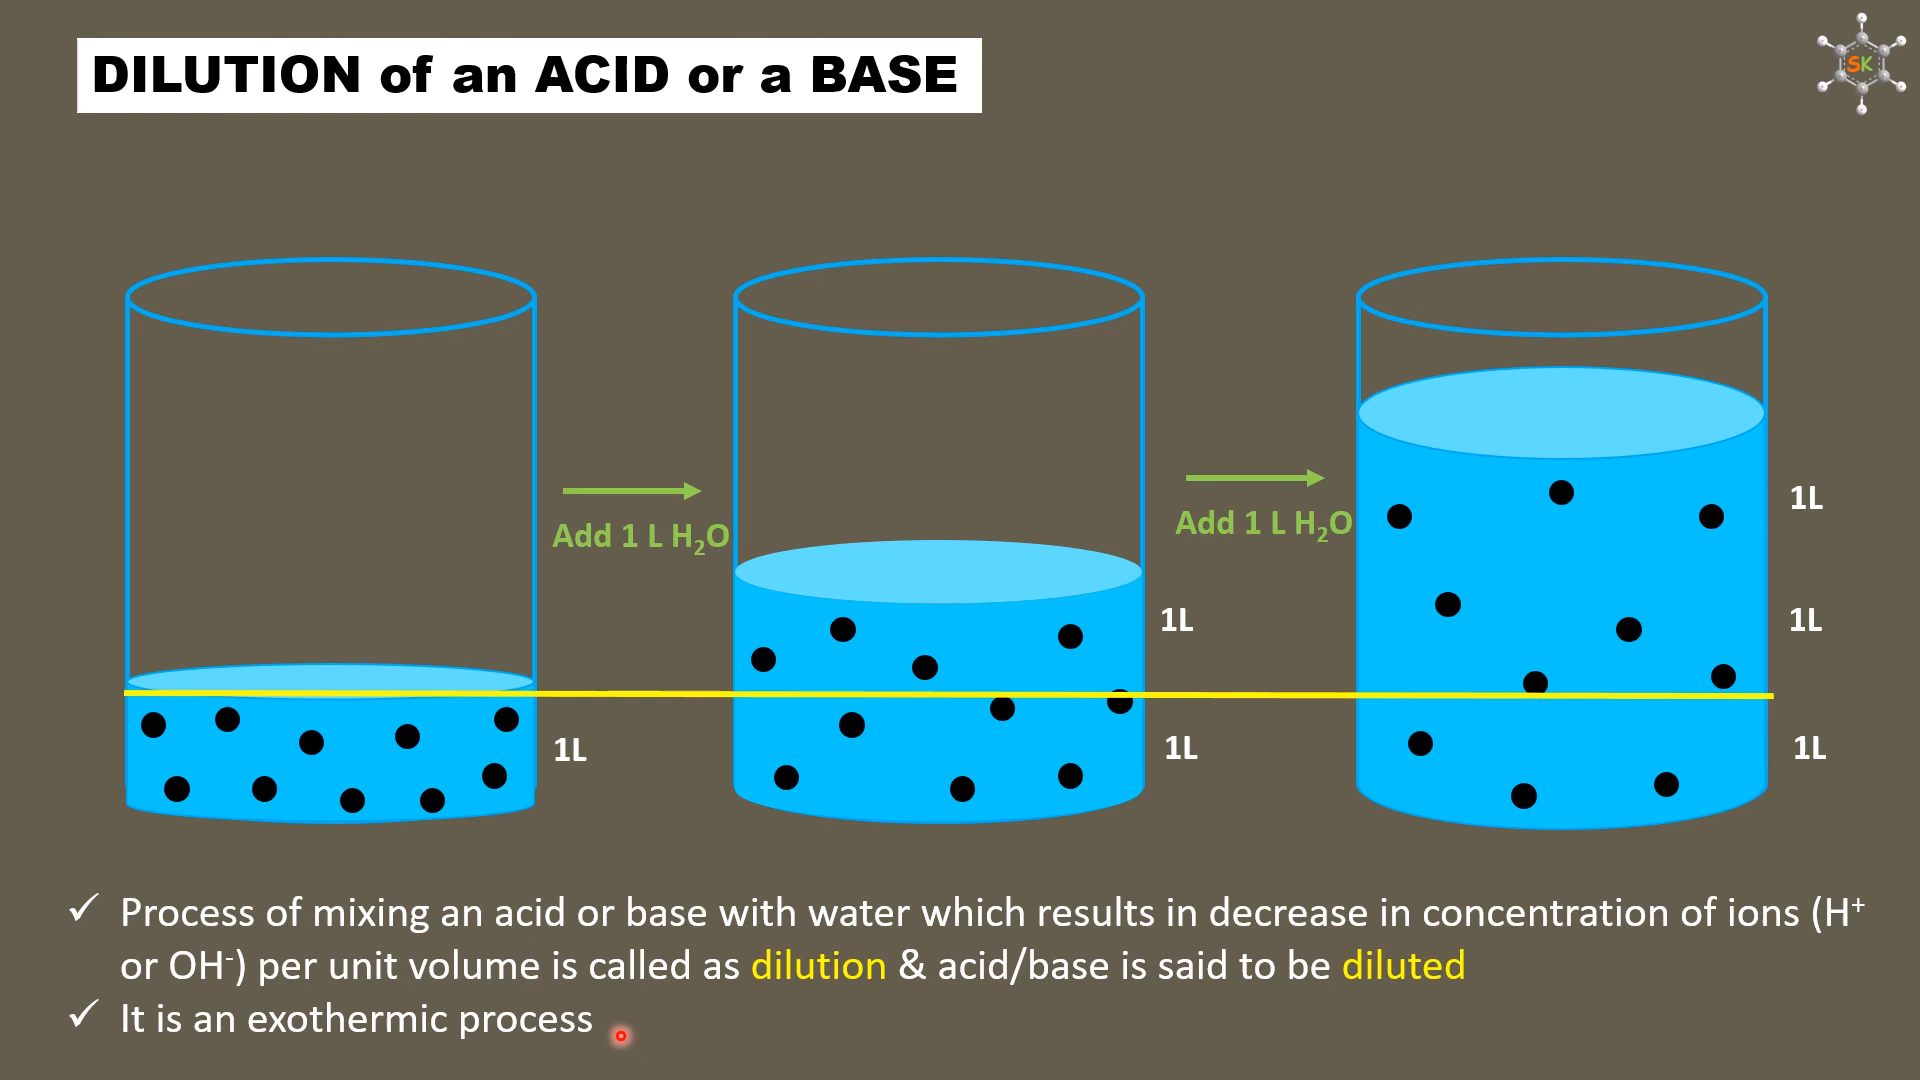 DILUTION of an ACID or a BASE
SK
Add 1 L H₂O
Add 1 L H₂O
1L
1L
1L
1L
1L
1L
✓ Process of mixing an acid or base with water which results in decrease in concentration of ions (H⁺
or OH⁻) per unit volume is called as dilution & acid/base is said to be diluted
✓ It is an exothermic process